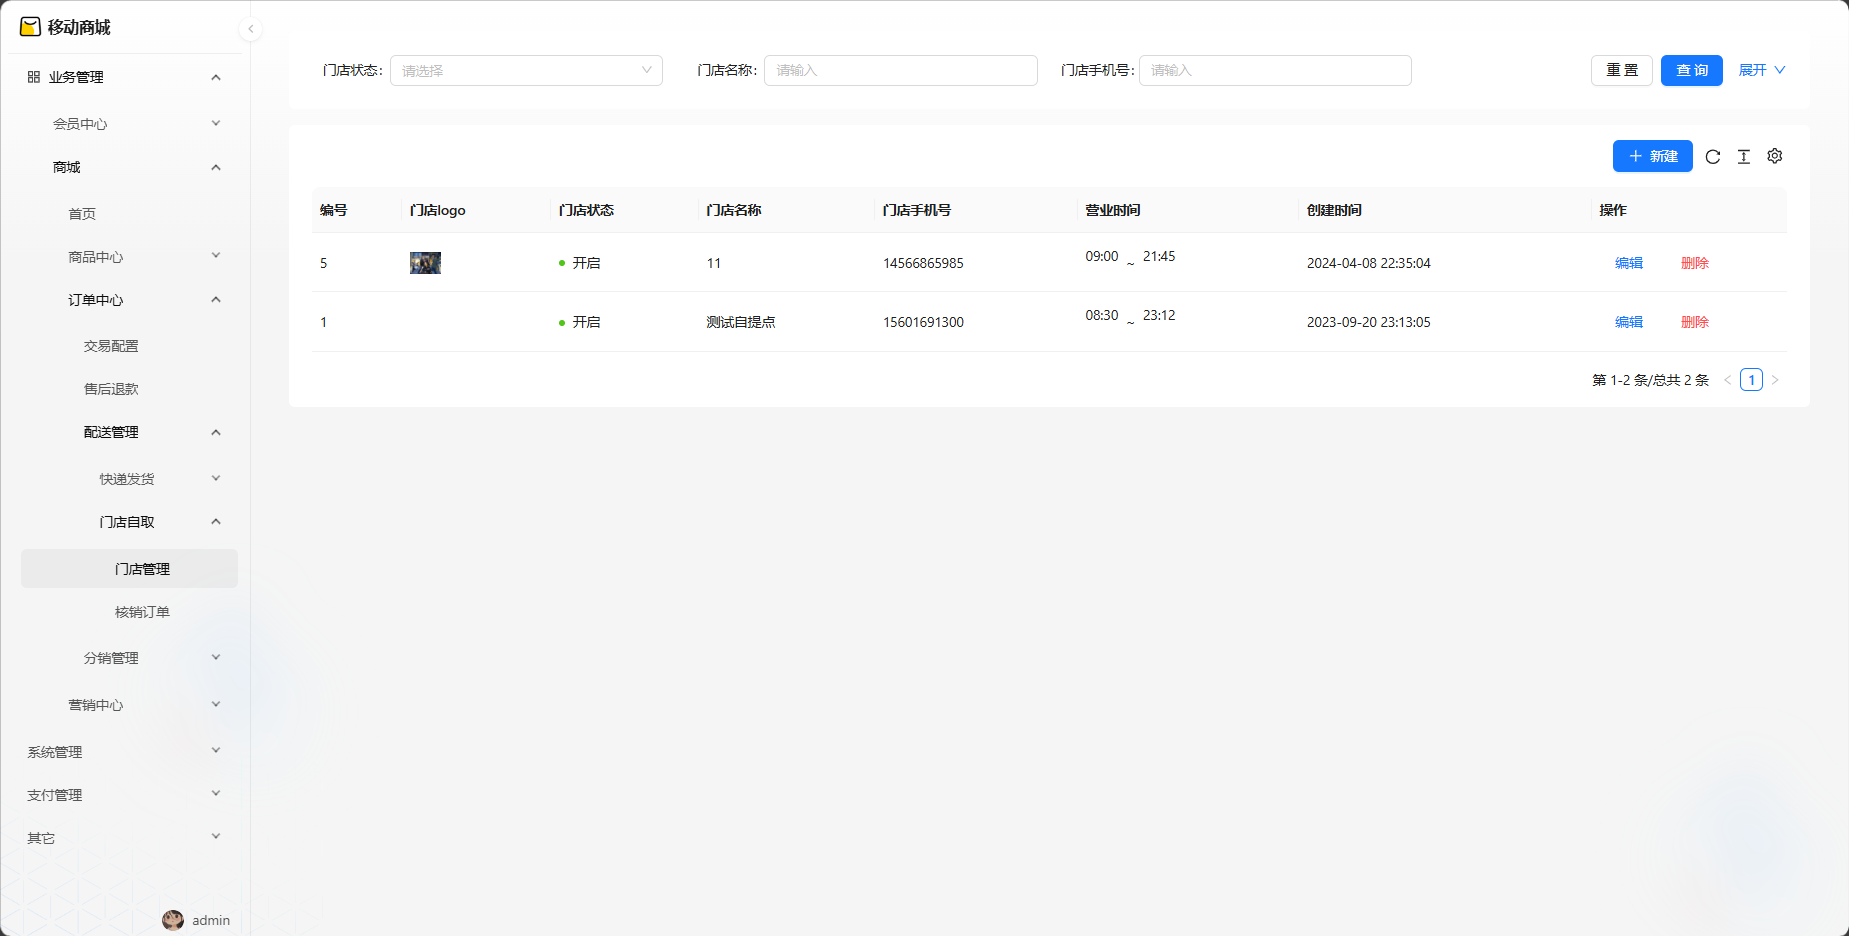 移动商城
业务管理
会员中心
商城
首页
商品中心
订单中心
交易配置
售后退款
配送管理
快递发货
门店自取
门店管理
核销订单
分销管理
营销中心
系统管理
支付管理
其它
admin
门店状态: 请选择 门店名称: 请输入 门店手机号: 请输入 重 置 查 询 展开
新建
编号 门店logo 门店状态 门店名称 门店手机号 营业时间 创建时间 操作
5 开启 11 14566865985 09:00 ~ 21:45 2024-04-08 22:35:04 编辑 删除
1 开启 测试自提点 15601691300 08:30 ~ 23:12 2023-09-20 23:13:05 编辑 删除
第 1-2 条/总共 2 条 1